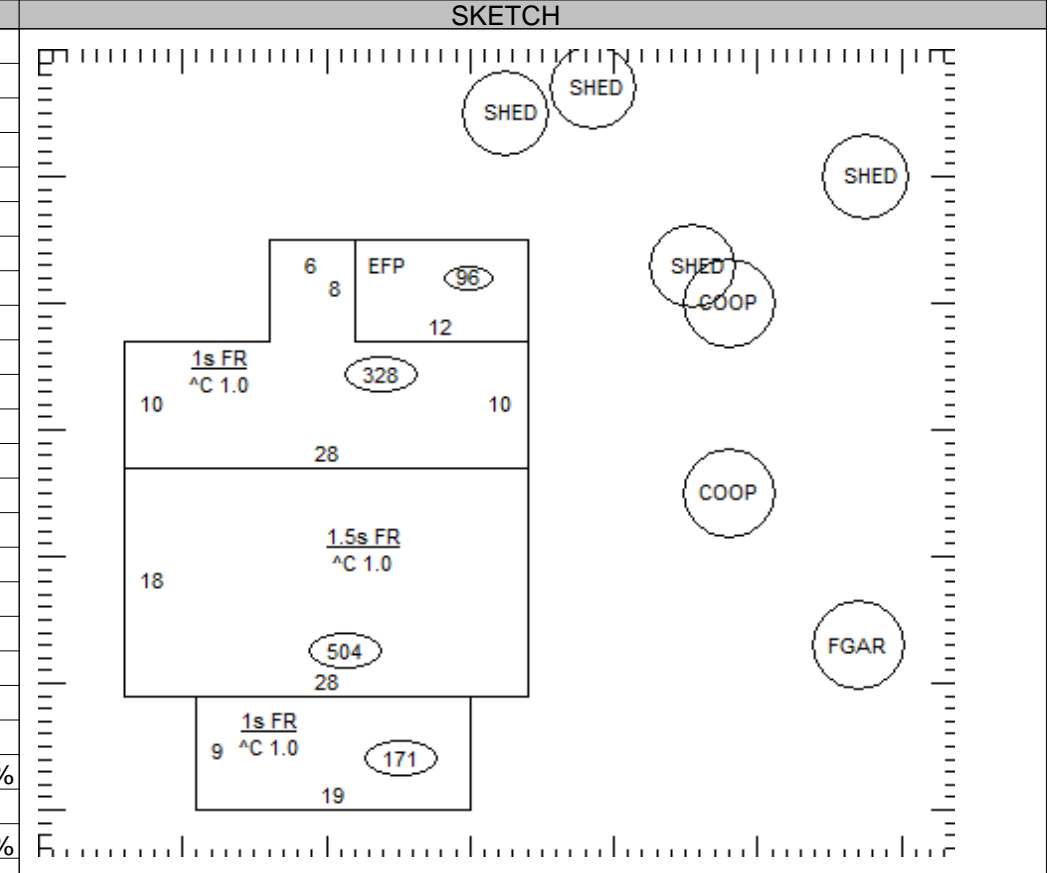 SKETCH
SHED
SHED
SHED
SHED
COOP
6
8
EFP
96
12
1s FR
^C 1.0
328
10
10
28
1.5s FR
^C 1.0
COOP
18
504
28
FGAR
1s FR
^C 1.0
9
171
19
%
%